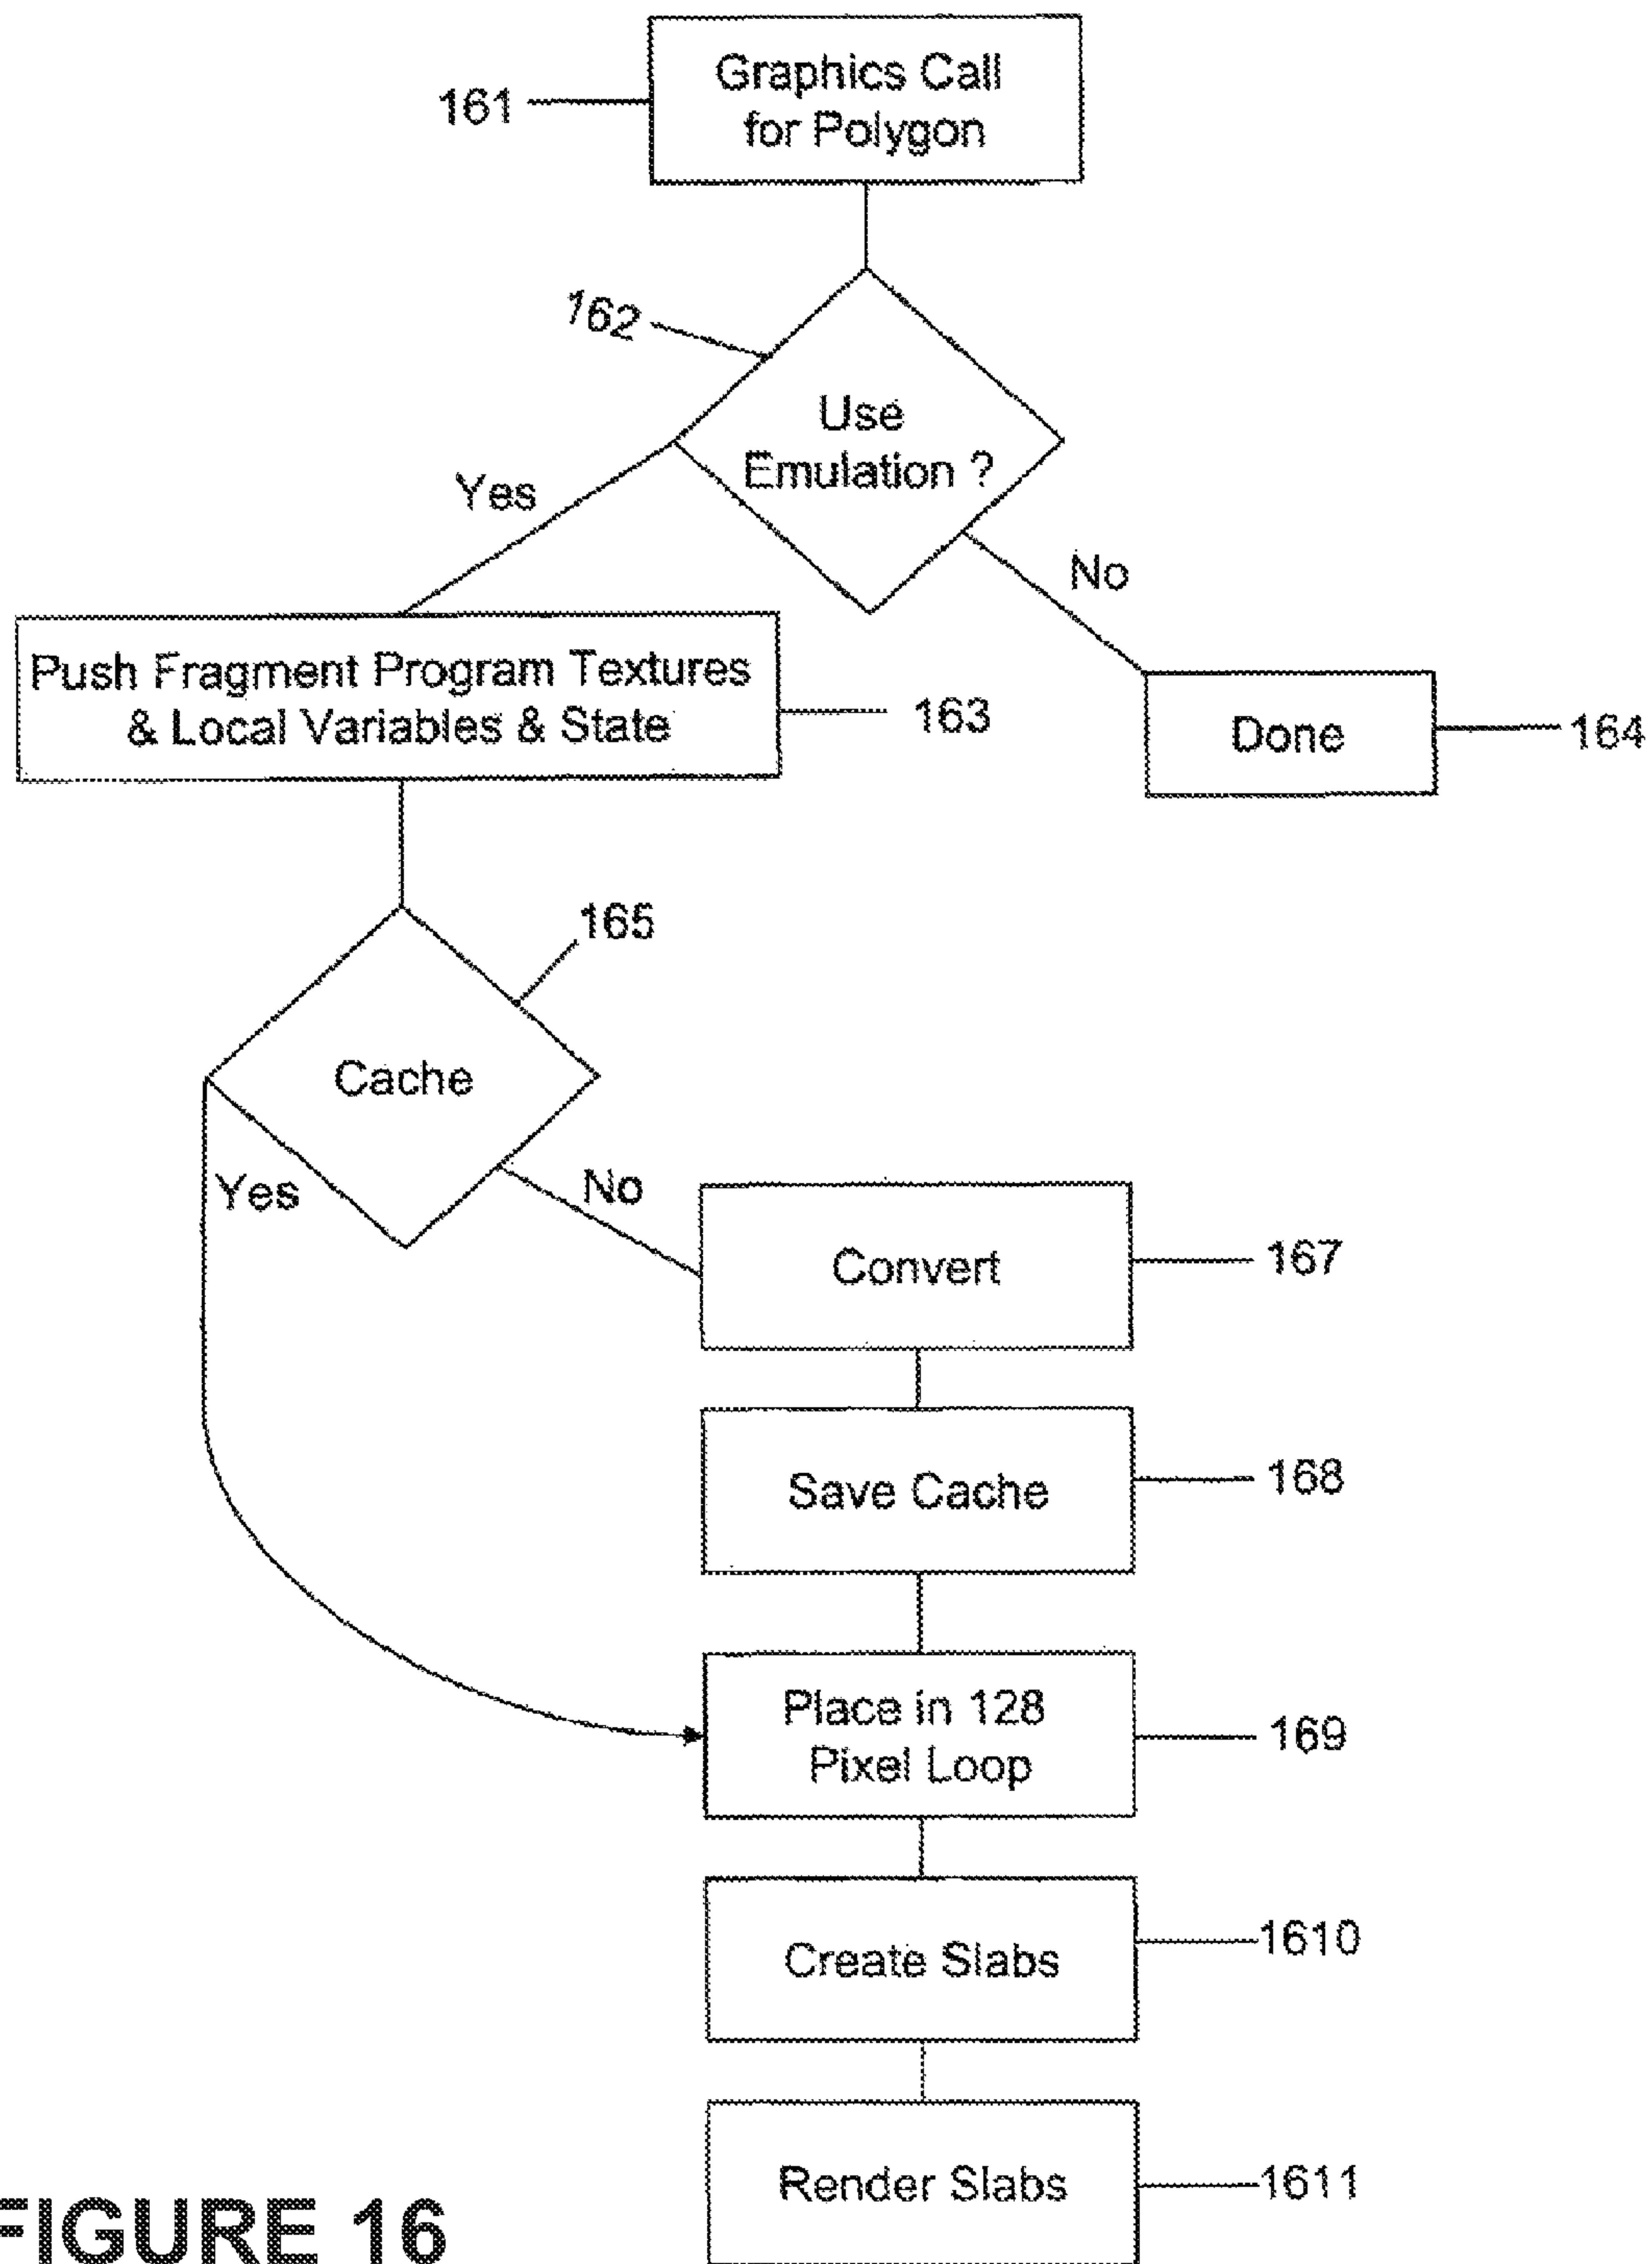 Graphics Call
for Polygon
161
162
Use
Emulation ?
Yes
No
Push Fragment Program Textures
& Local Variables & State
163
Done
164
165
Cache
Yes
No
Convert
167
Save Cache
168
Place in 128
Pixel Loop
169
Create Slabs
1610
Render Slabs
1611
FIGURE 16